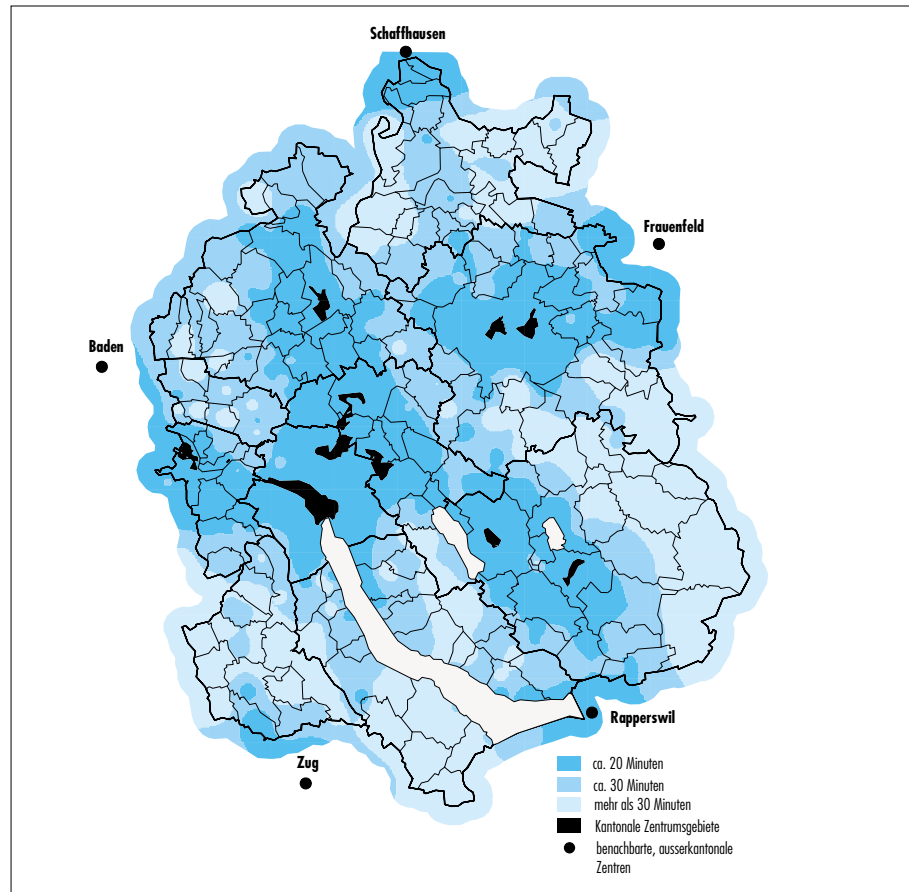 Schaffhausen
Frauenfeld
Baden
Rapperswil
Zug
ca. 20 Minuten
ca. 30 Minuten
mehr als 30 Minuten
Kantonale Zentrumsgebiete
benachbarte, ausserkantonale
Zentren